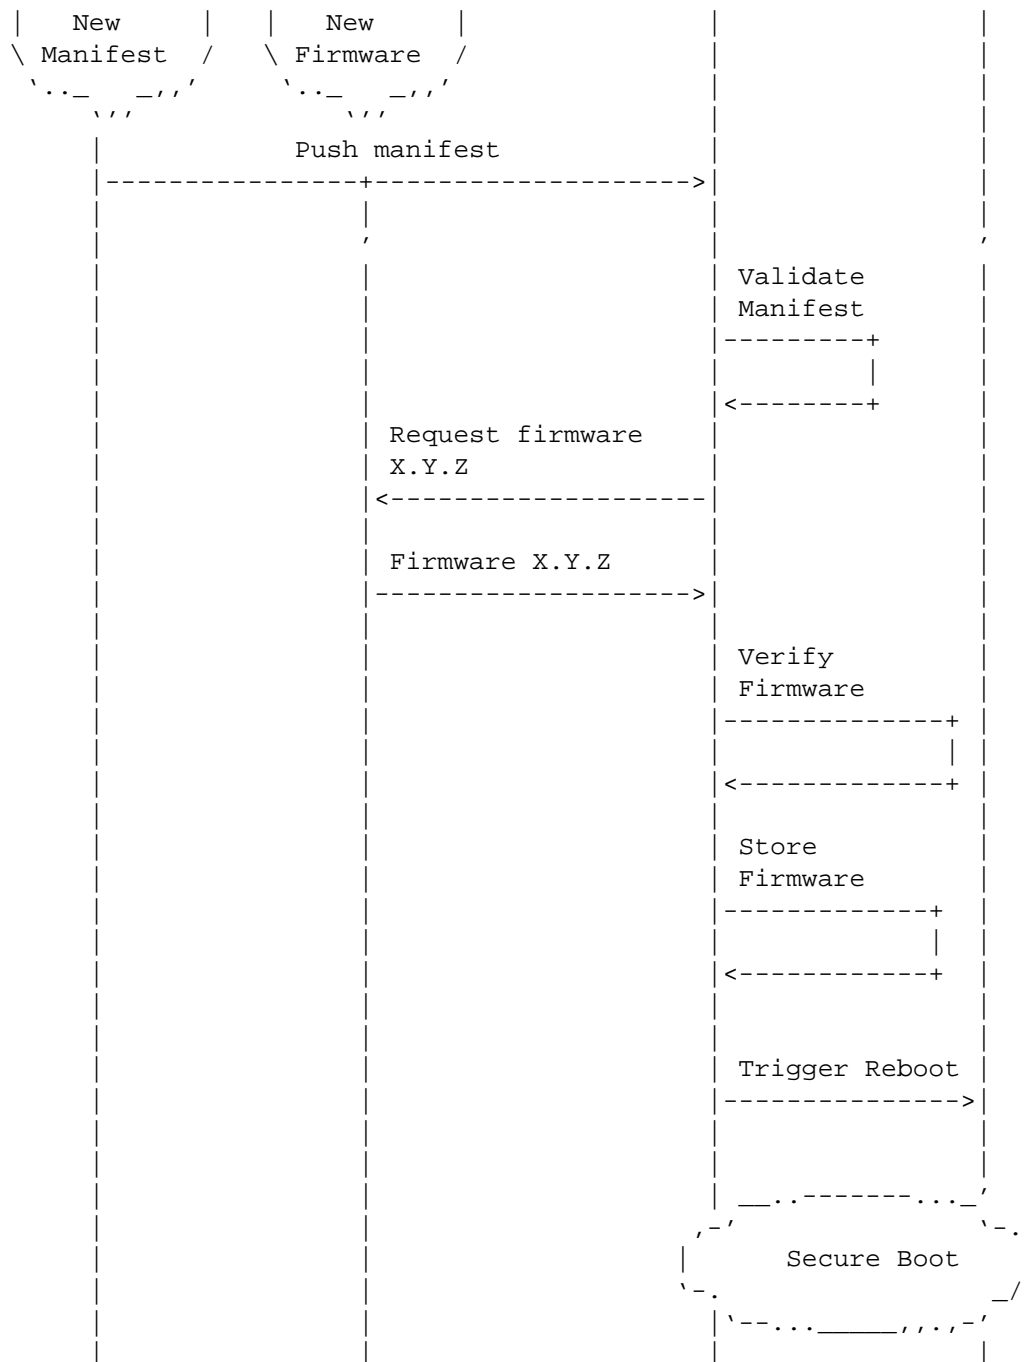 New New
Manifest Firmware
Push manifest
Validate
Manifest
Request firmware
X.Y.Z
Firmware X.Y.Z
Verify
Firmware
Store
Firmware
Trigger Reboot
Secure Boot